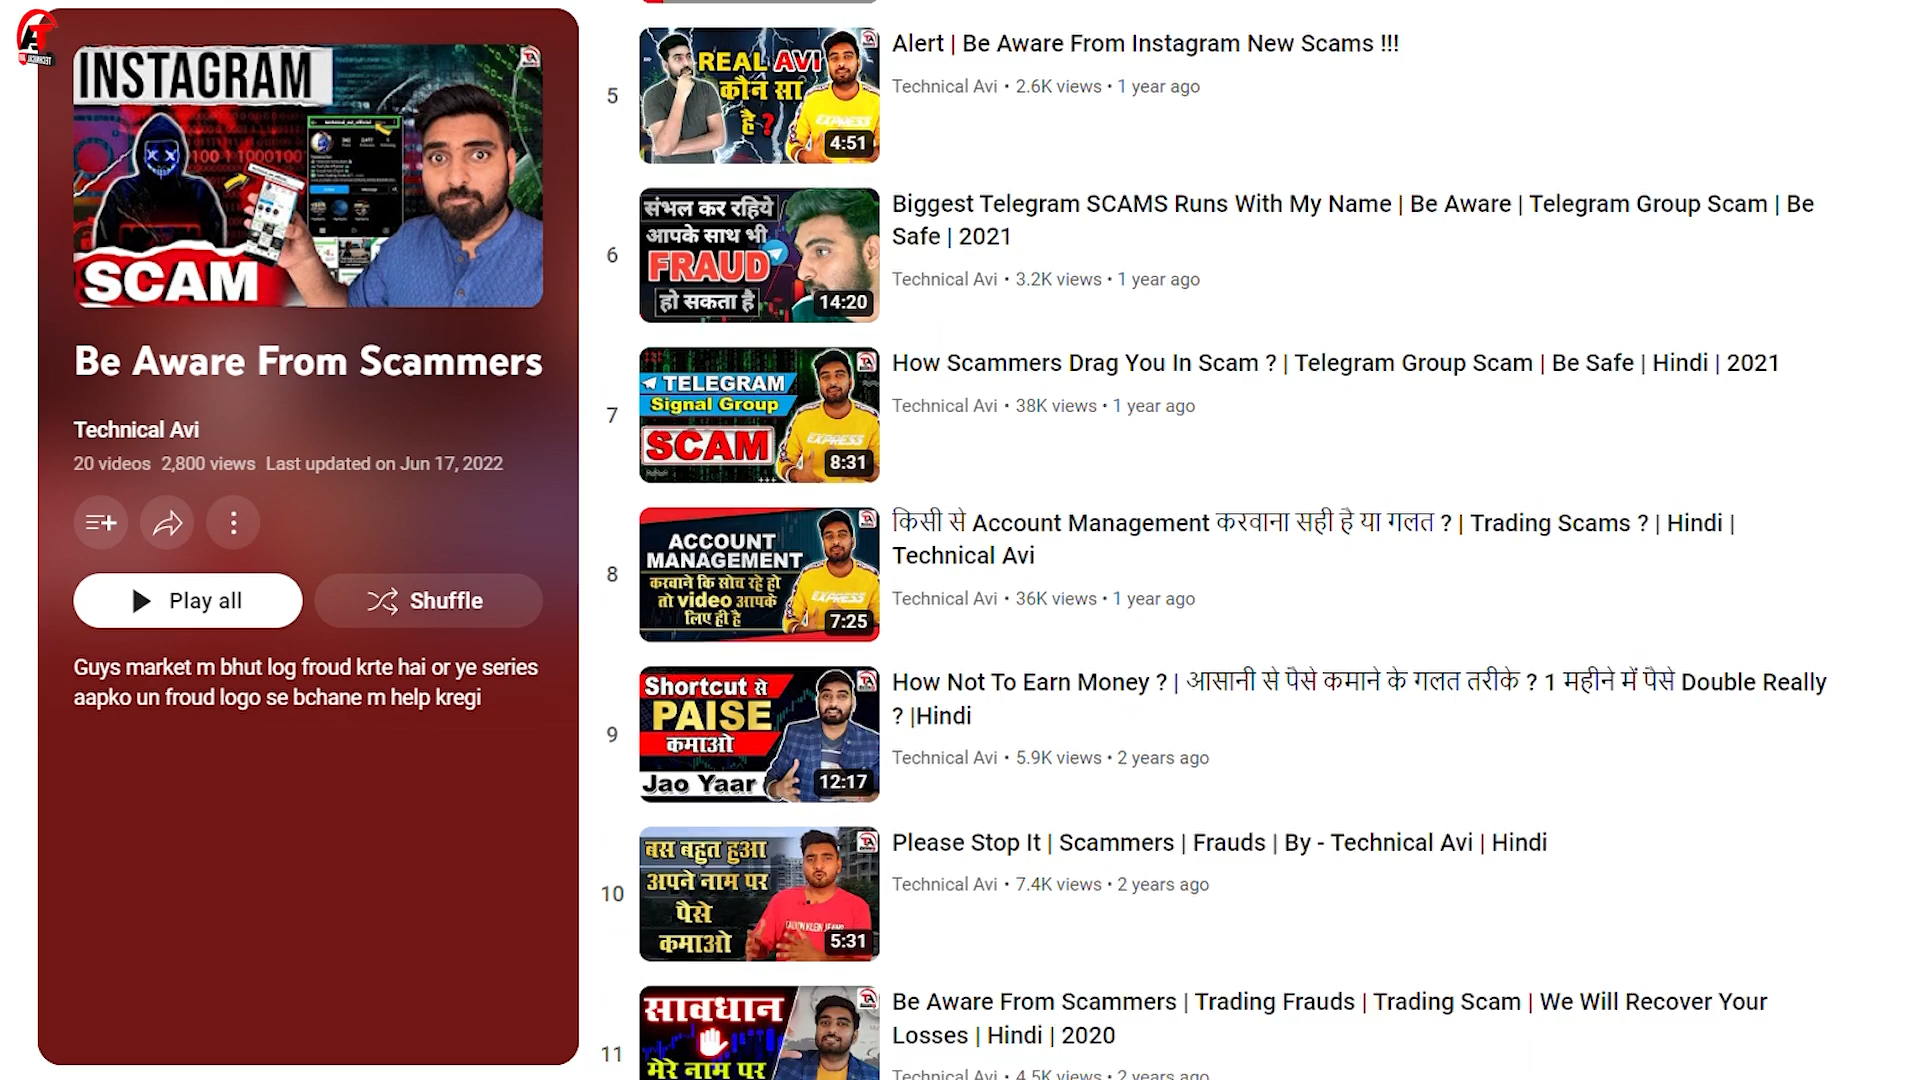 INSTAGRAM
SCAM
Be Aware From Scammers
Technical Avi
20 videos 2,800 views Last updated on Jun 17, 2022
Play all
Shuffle
Guys market m bhut log froud krte hai or ye series
aapko un froud logo se bchane m help kregi
5
REAL AVI
कौन सा
है ?
EXPRESS
4:51
Alert | Be Aware From Instagram New Scams !!!
Technical Avi • 2.6K views • 1 year ago
6
संभल कर रहिये
आपके साथ भी
FRAUD
हो सकता है
14:20
Biggest Telegram SCAMS Runs With My Name | Be Aware | Telegram Group Scam | Be
Safe | 2021
Technical Avi • 3.2K views • 1 year ago
7
TELEGRAM
Signal Group
SCAM
EXPRESS
8:31
How Scammers Drag You In Scam ? | Telegram Group Scam | Be Safe | Hindi | 2021
Technical Avi • 38K views • 1 year ago
8
ACCOUNT
MANAGEMENT
करवाने कि सोच रहे हो
तो video आपके
लिए ही है
EXPRESS
7:25
किसी से Account Management करवाना सही है या गलत ? | Trading Scams ? | Hindi |
Technical Avi
Technical Avi • 36K views • 1 year ago
9
Shortcut से
PAISE
कमाओ
Jao Yaar
12:17
How Not To Earn Money ? | आसानी से पैसे कमाने के गलत तरीके ? 1 महीने में पैसे Double Really
? |Hindi
Technical Avi • 5.9K views • 2 years ago
10
बस बहुत हुआ
अपने नाम पर
पैसे
कमाओ
5:31
Please Stop It | Scammers | Frauds | By - Technical Avi | Hindi
Technical Avi • 7.4K views • 2 years ago
11
सावधान
मेरे नाम पर
Be Aware From Scammers | Trading Frauds | Trading Scam | We Will Recover Your
Losses | Hindi | 2020
Technical Avi • 4.5K views • 2 years ago